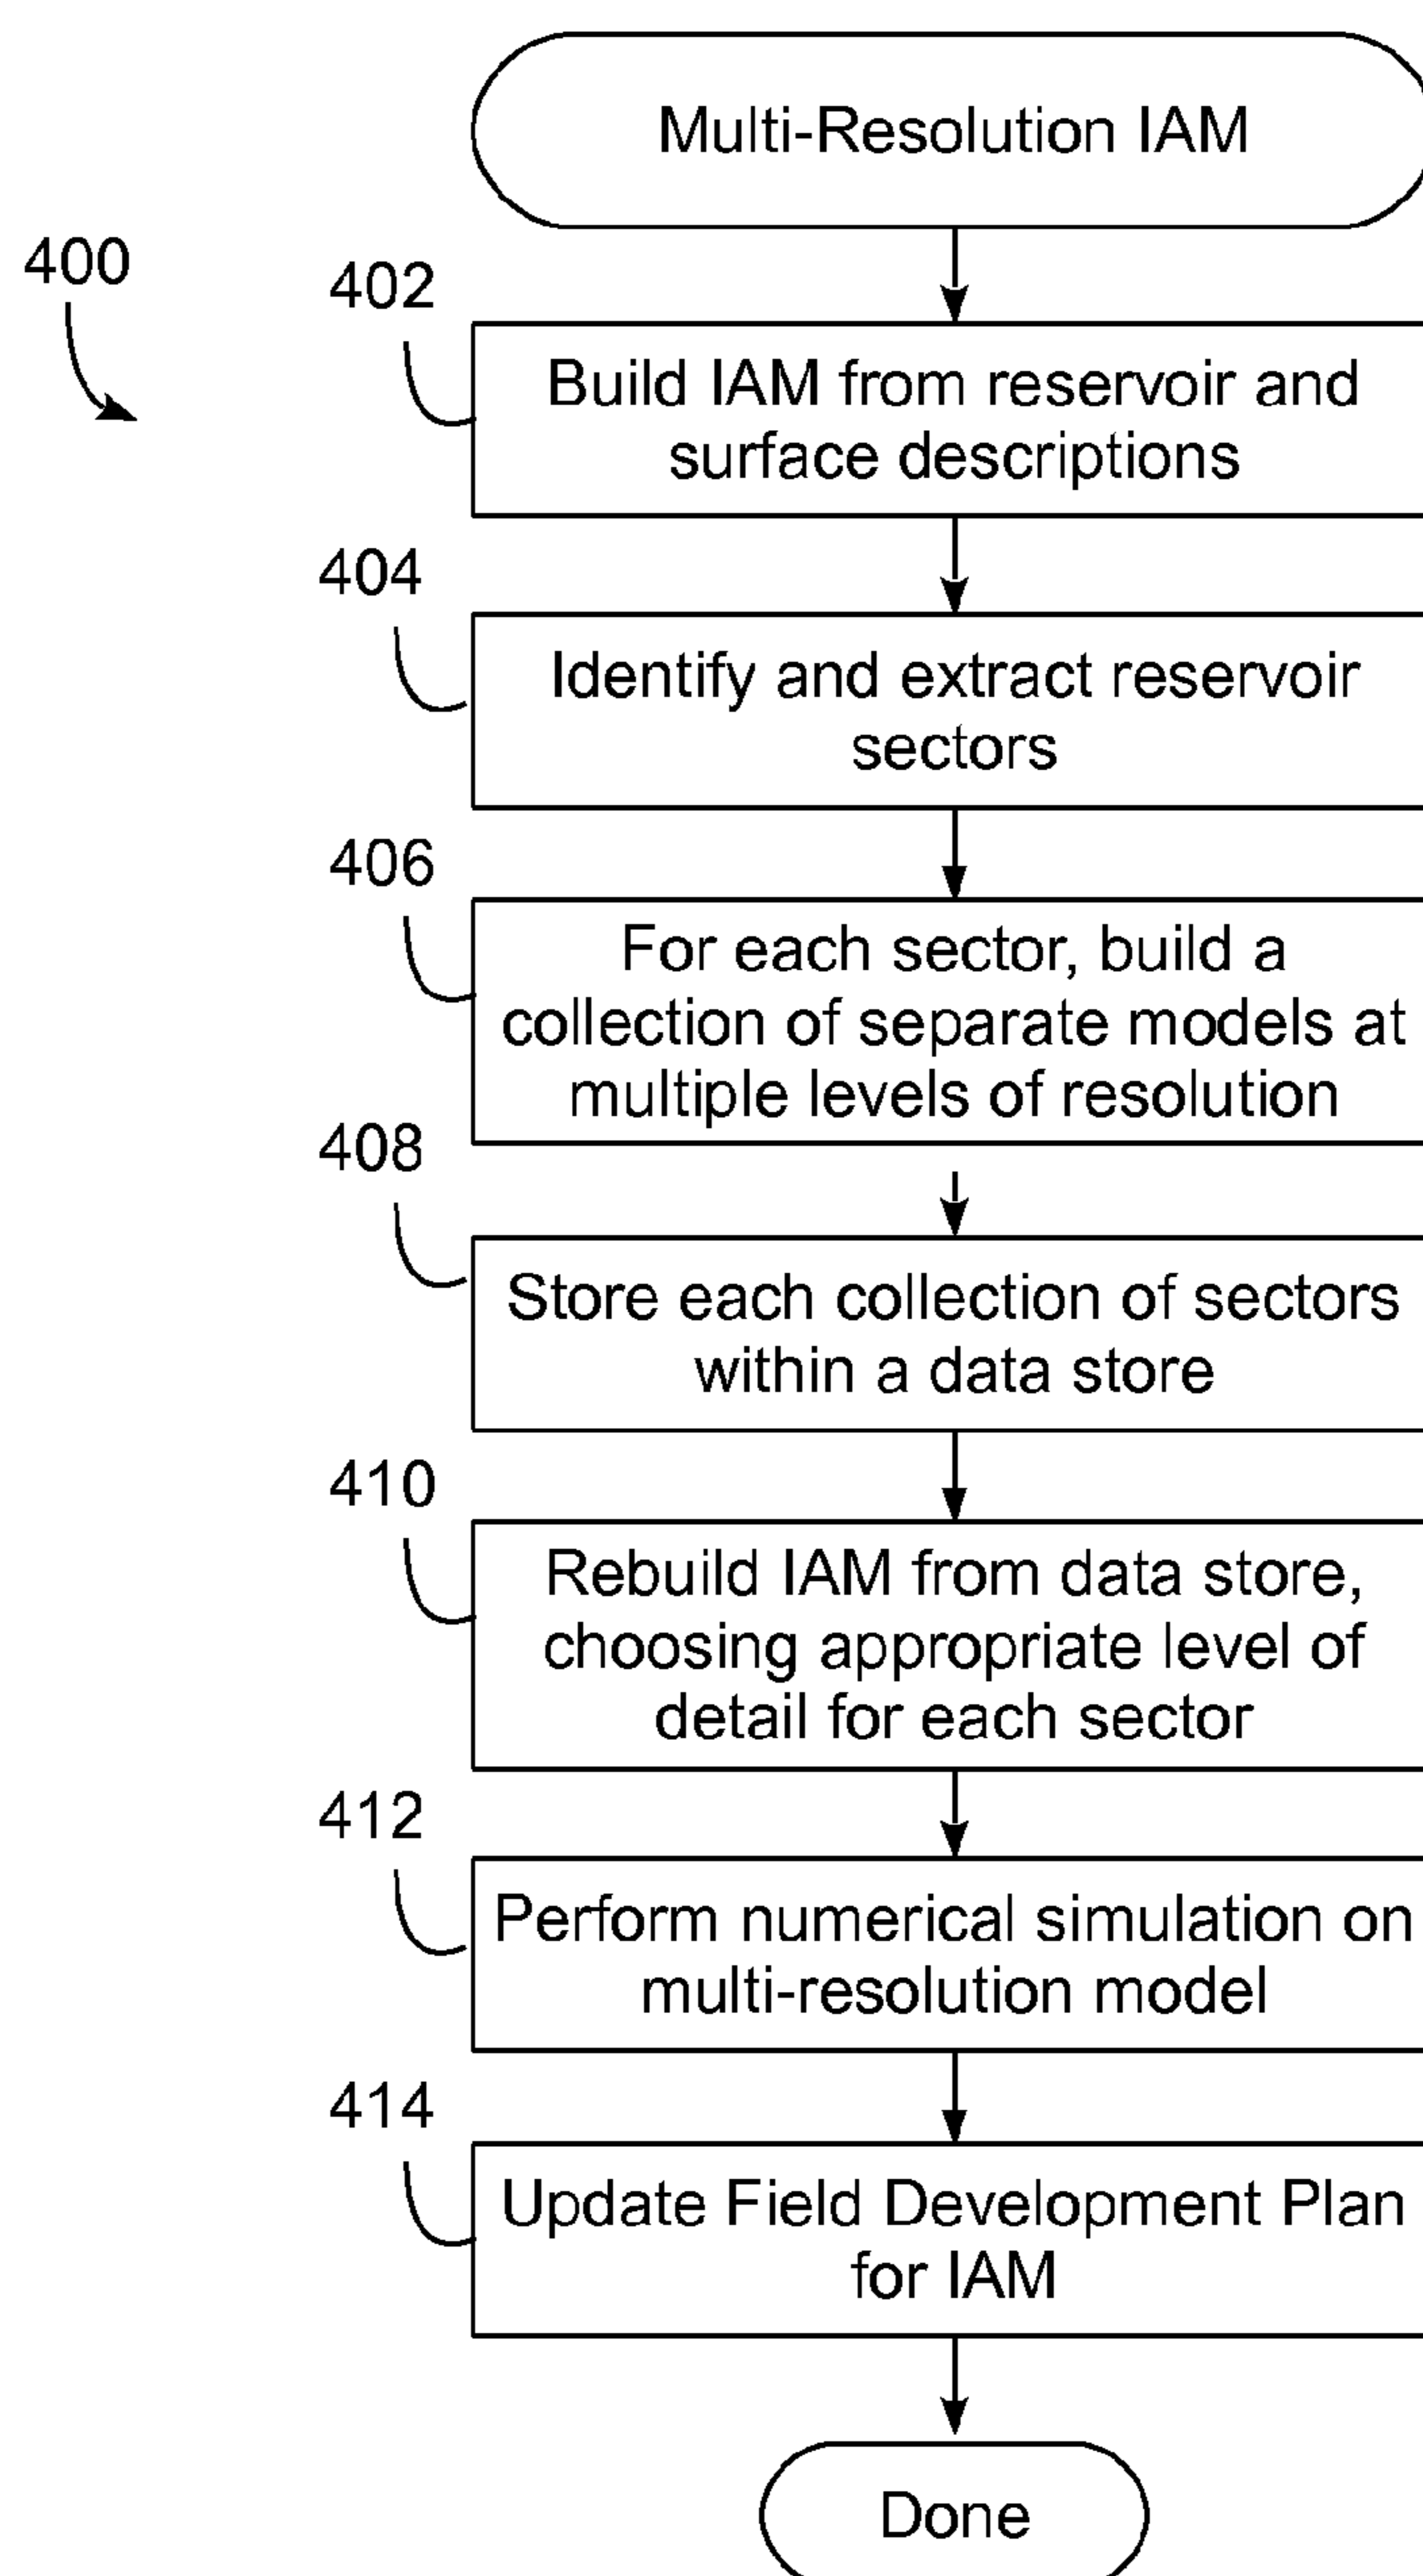 Multi-Resolution IAM
400
402
Build IAM from reservoir and
surface descriptions
404
Identify and extract reservoir
sectors
406
For each sector, build a
collection of separate models at
multiple levels of resolution
408
Store each collection of sectors
within a data store
410
Rebuild IAM from data store,
choosing appropriate level of
detail for each sector
412
Perform numerical simulation on
multi-resolution model
414
Update Field Development Plan
for IAM
Done